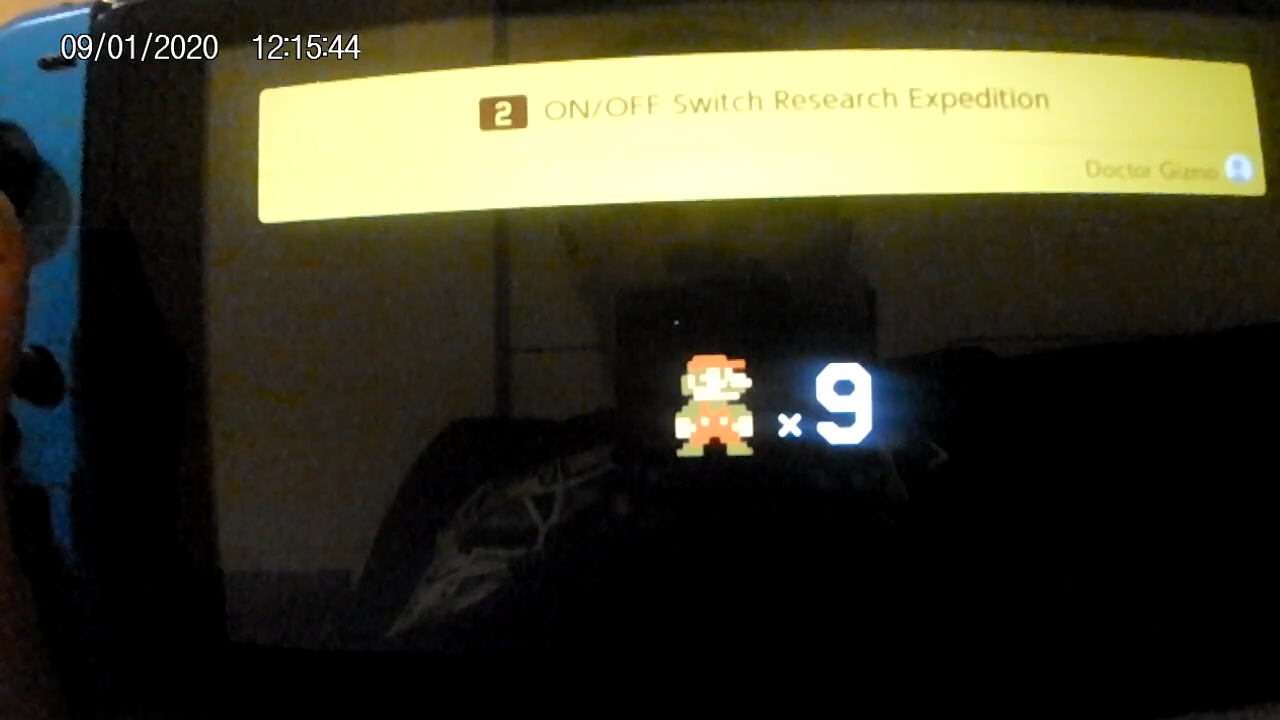 09/01/2020 12:15:44
2 ON/OFF Switch Research Expedition
Doctor Gizmo
x 9